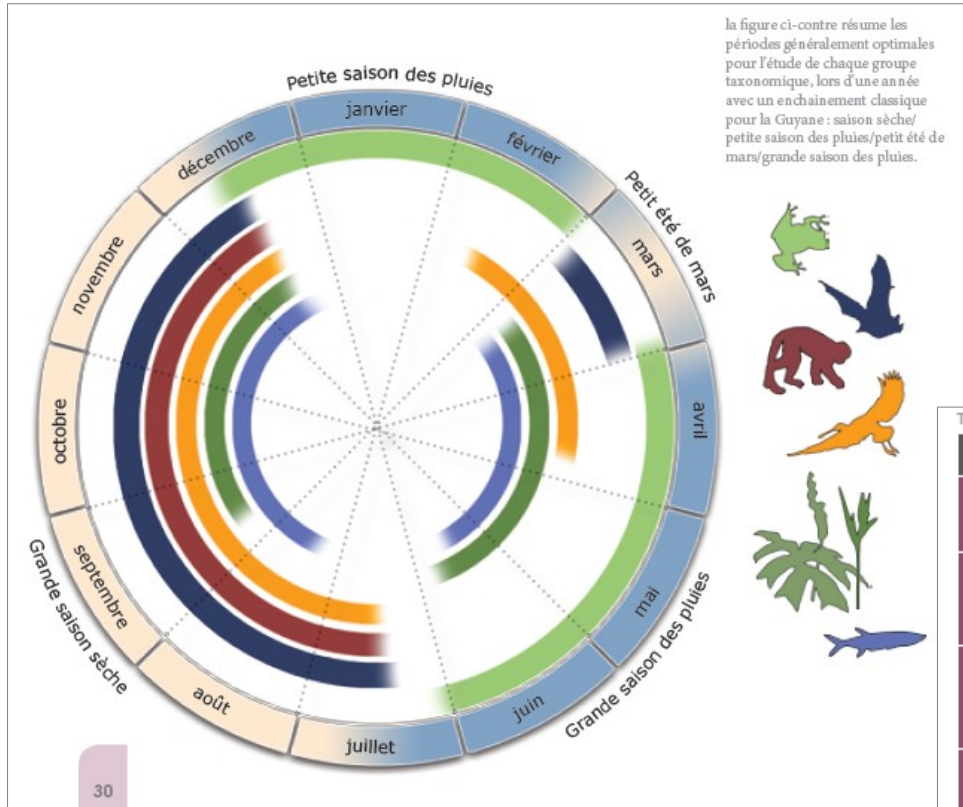 la figure ci-contre résume les
périodes généralement optimales
pour l'étude de chaque groupe
taxonomique, lors d'une année
avec un enchainement classique
pour la Guyane : saison sèche/
petite saison des pluies/petit été de
mars/grande saison des pluies.
Petite saison des pluies
janvier
février
Petit été de mars
mars
avril
mai
Grande saison des pluies
juin
juillet
août
Grande saison sèche
septembre
octobre
novembre
décembre
30
T